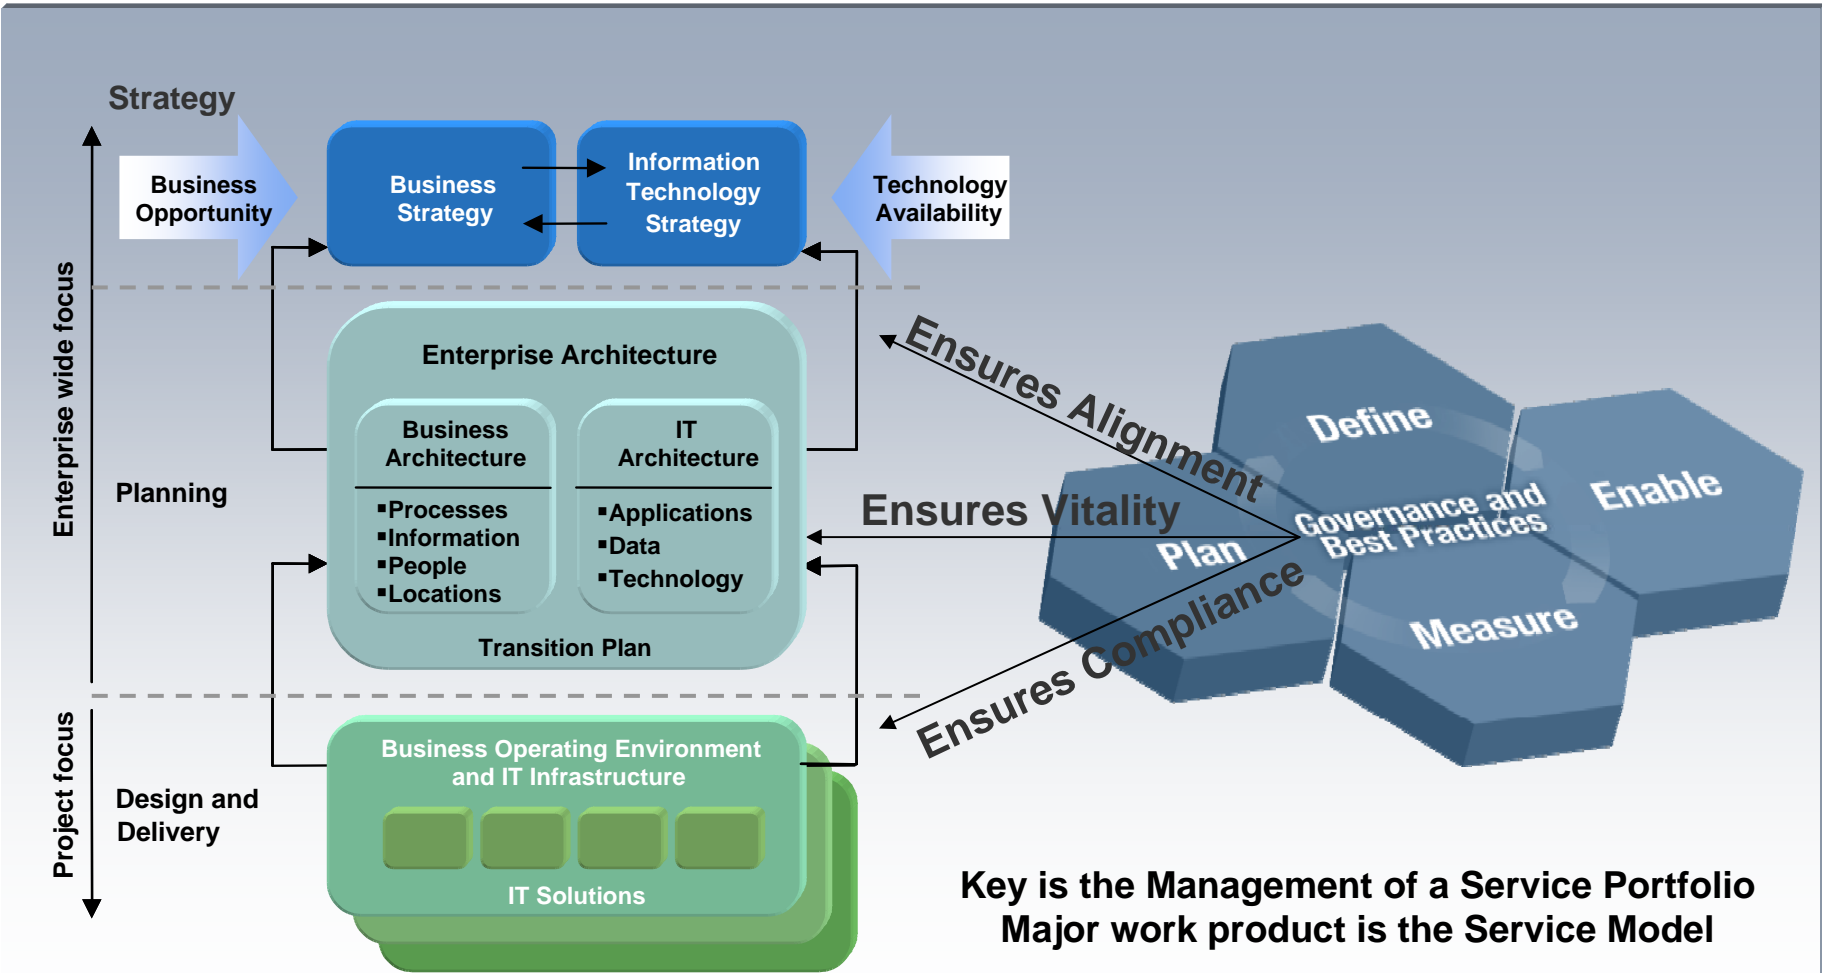 Strategy
Business
Opportunity
Business
Strategy
Information
Technology
Strategy
Technology
Availability
Enterprise wide focus
Planning
Enterprise Architecture
Business
Architecture
▪Processes
▪Information
▪People
▪Locations
IT
Architecture
▪Applications
▪Data
▪Technology
Transition Plan
Ensures Alignment
Ensures Vitality
Ensures Compliance
Define
Enable
Governance and
Best Practices
Plan
Measure
Project focus
Design and
Delivery
Business Operating Environment
and IT Infrastructure
IT Solutions
Key is the Management of a Service Portfolio
Major work product is the Service Model